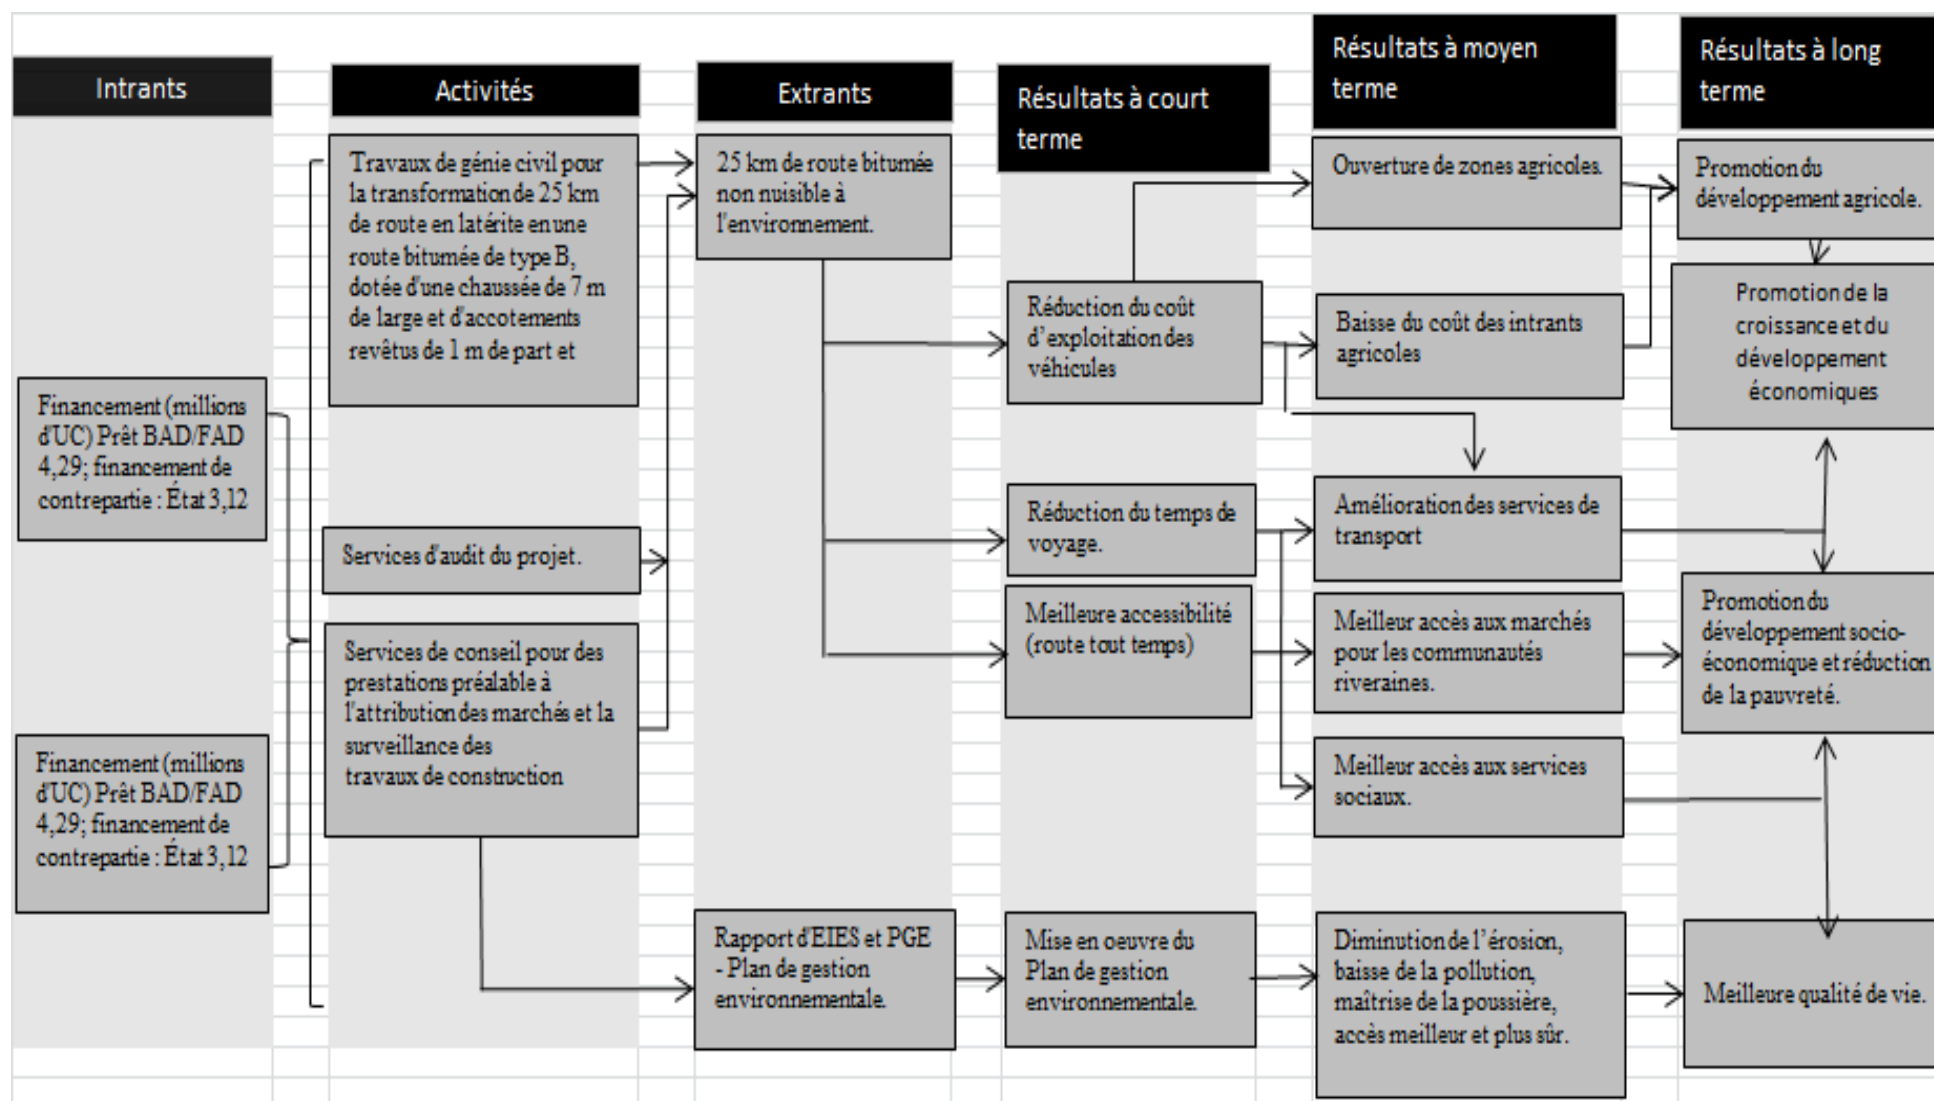 Intrants
Activités
Extrants
Résultats à court
terme
Résultats à moyen
terme
Résultats à long
terme
Financement (millions
d'UC) Prêt BAD/FAD
4,29; financement de
contrepartie : État 3,12
Financement (millions
d'UC) Prêt BAD/FAD
4,29; financement de
contrepartie : État 3,12
Travaux de génie civil pour
la transformation de 25 km
de route en latérite en une
route bitumée de type B,
dotée d'une chaussée de 7 m
de large et d'accotements
revêtus de 1 m de part et
Services d'audit du projet.
Services de conseil pour des
prestations préalable à
l'attribution des marchés et la
surveillance des
travaux de construction
25 km de route bitumée
non nuisible à
l'environnement.
Rapport d'EIES et PGE
- Plan de gestion
environnementale.
Réduction du coût
d’exploitation des
véhicules
Réduction du temps de
voyage.
Meilleure accessibilité
(route tout temps)
Mise en oeuvre du
Plan de gestion
environnementale.
Ouverture de zones agricoles.
Baisse du coût des intrants
agricoles
Amélioration des services de
transport
Meilleur accès aux marchés
pour les communautés
riveraines.
Meilleur accès aux services
sociaux.
Diminution de l’érosion,
baisse de la pollution,
maîtrise de la poussière,
accès meilleur et plus sûr.
Promotion du
développement agricole.
Promotion de la
croissance et du
développement
économiques
Promotion du
développement socio-
économique et réduction
de la pauvreté.
Meilleure qualité de vie.